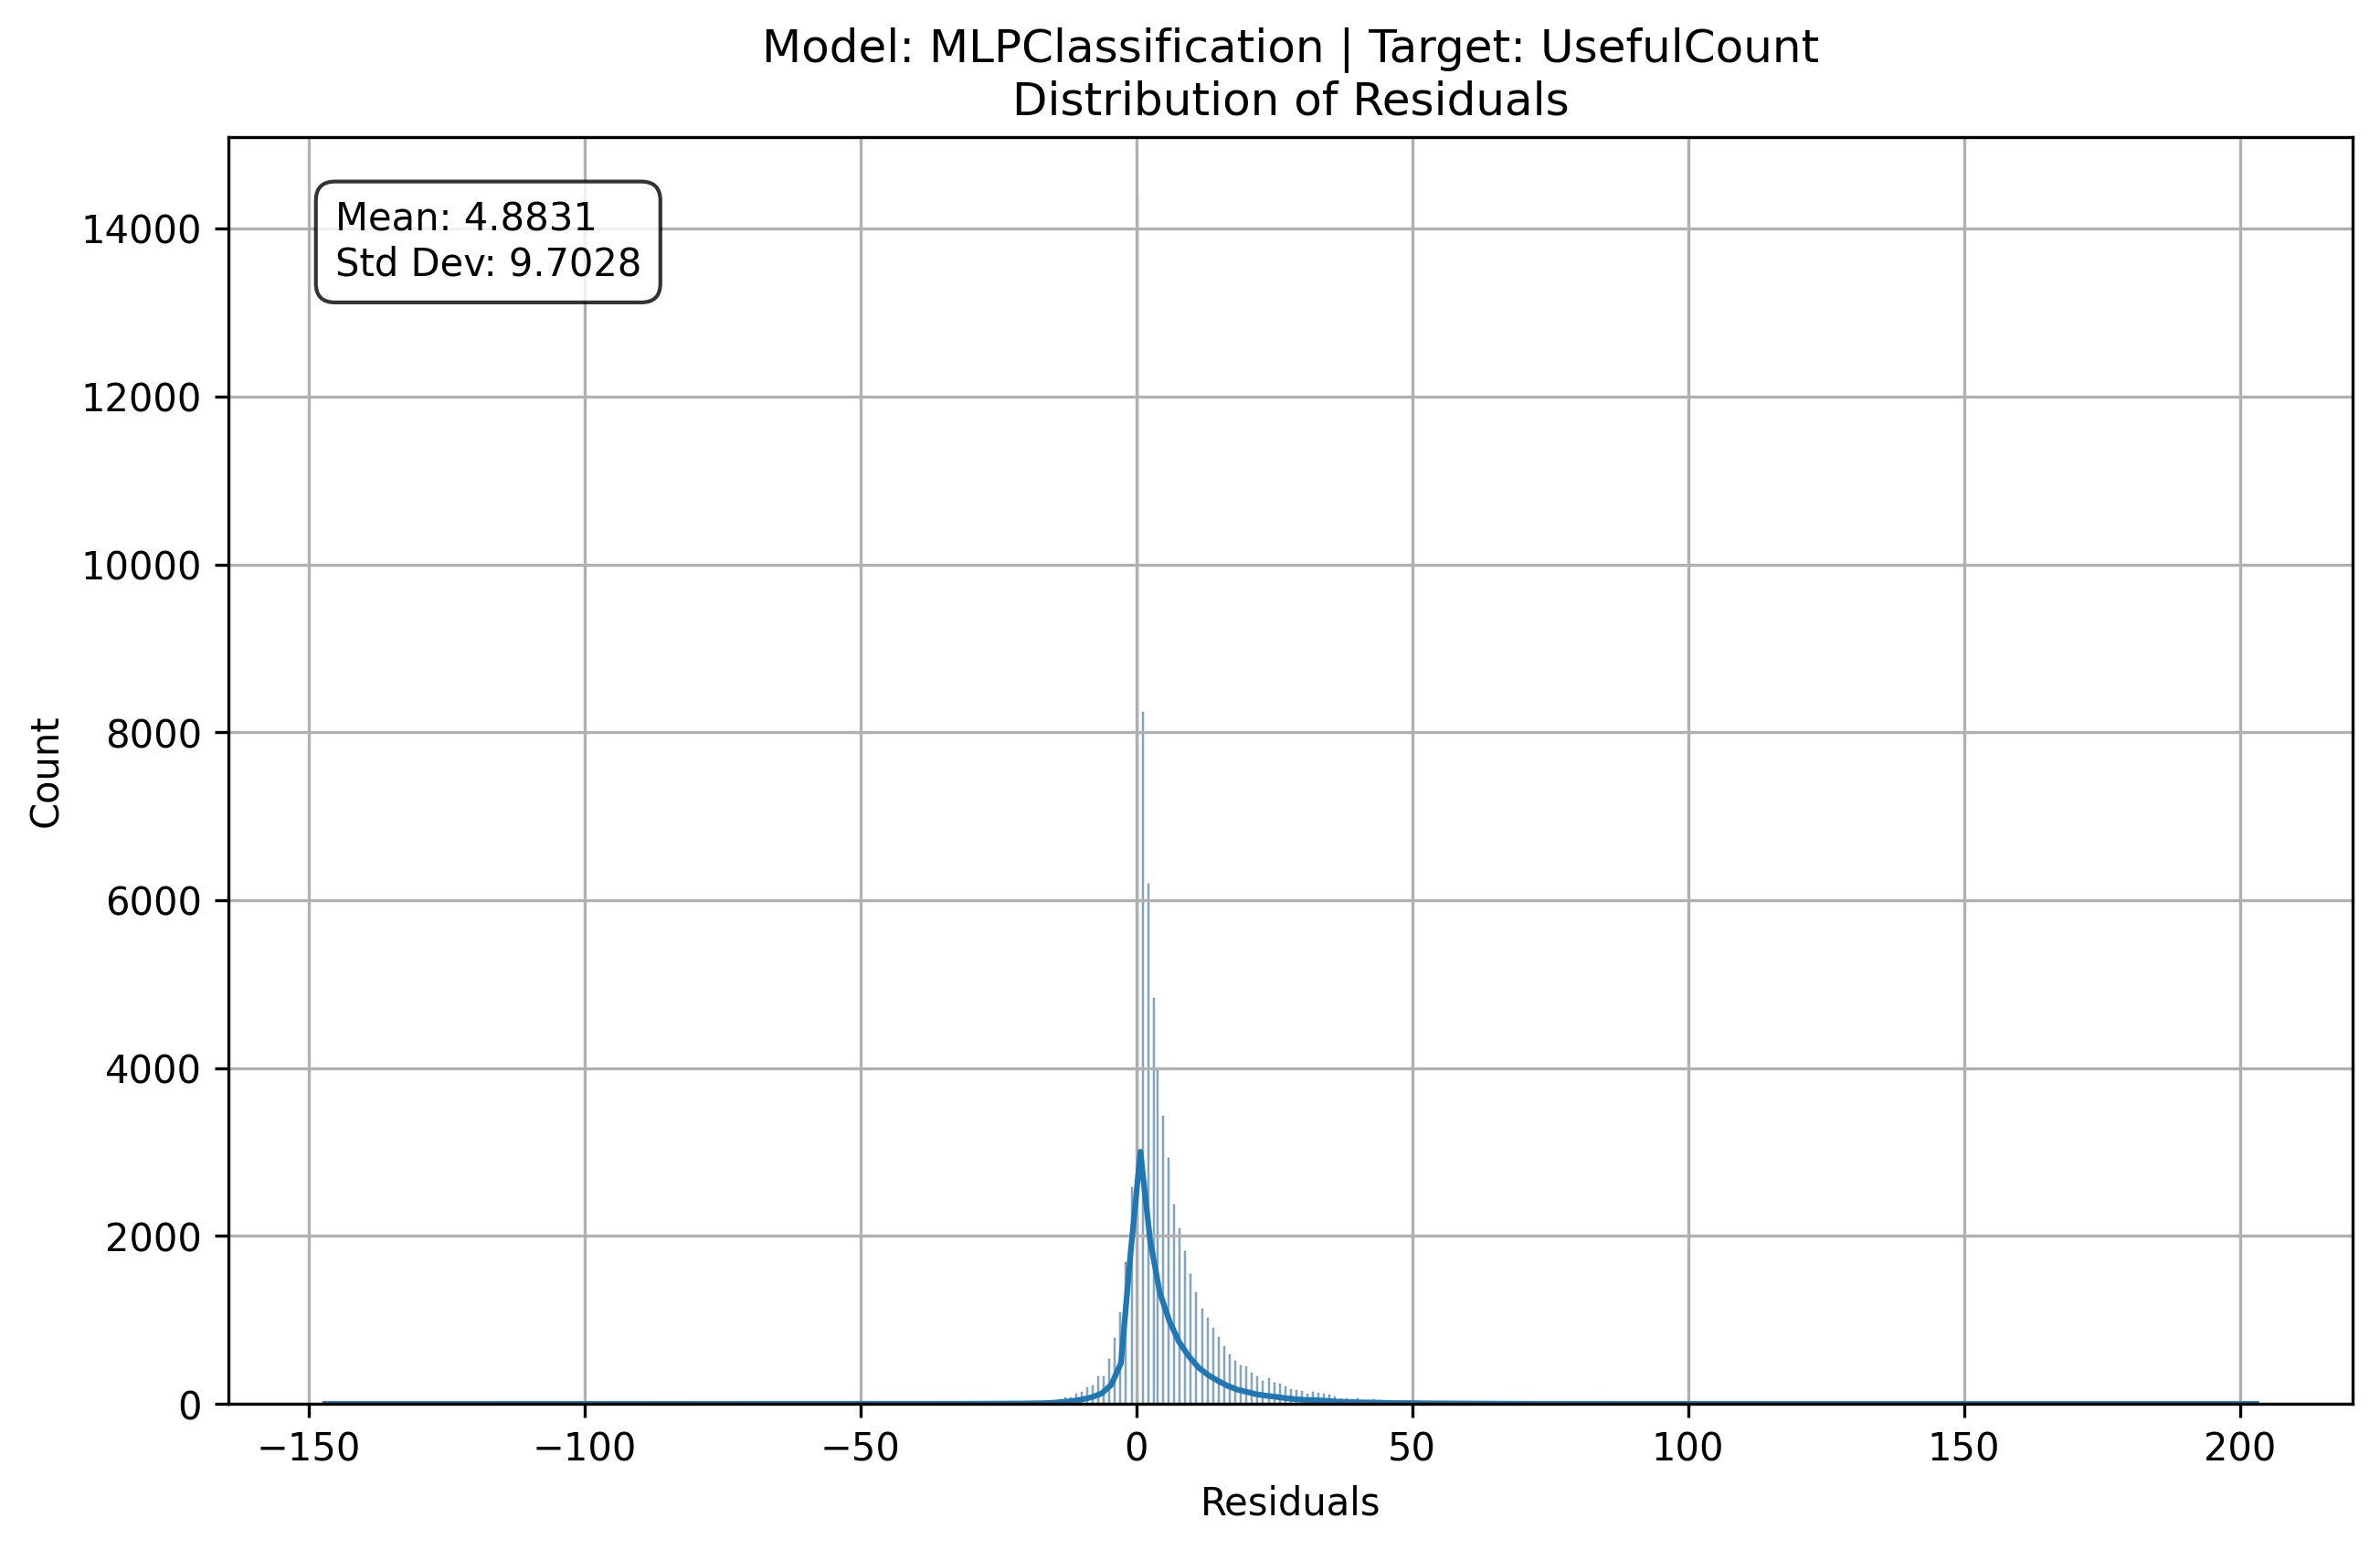 Model: MLPClassification | Target: UsefulCount
Distribution of Residuals
Mean: 4.8831
Std Dev: 9.7028
14000
12000
10000
8000
6000
4000
2000
0
Count
−150
−100
−50
0
50
100
150
200
Residuals